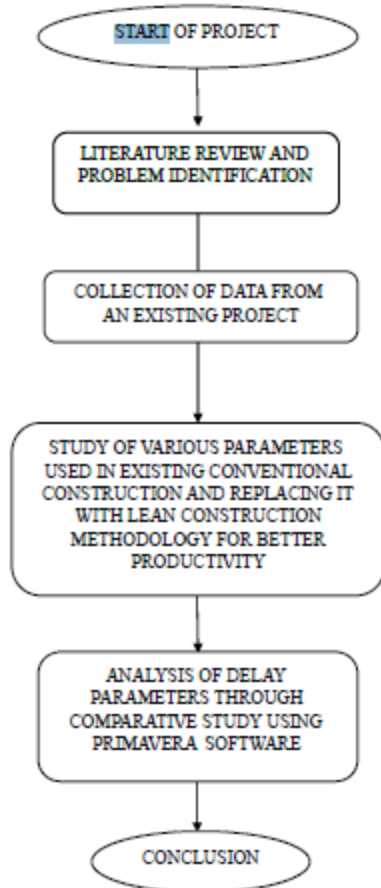 START OF PROJECT
LITERATURE REVIEW AND
PROBLEM IDENTIFICATION
COLLECTION OF DATA FROM
AN EXISTING PROJECT
STUDY OF VARIOUS PARAMETERS
USED IN EXISTING CONVENTIONAL
CONSTRUCTION AND REPLACING IT
WITH LEAN CONSTRUCTION
METHODOLOGY FOR BETTER
PRODUCTIVITY
ANALYSIS OF DELAY
PARAMETERS THROUGH
COMPARATIVE STUDY USING
PRIMAVERA SOFTWARE
CONCLUSION